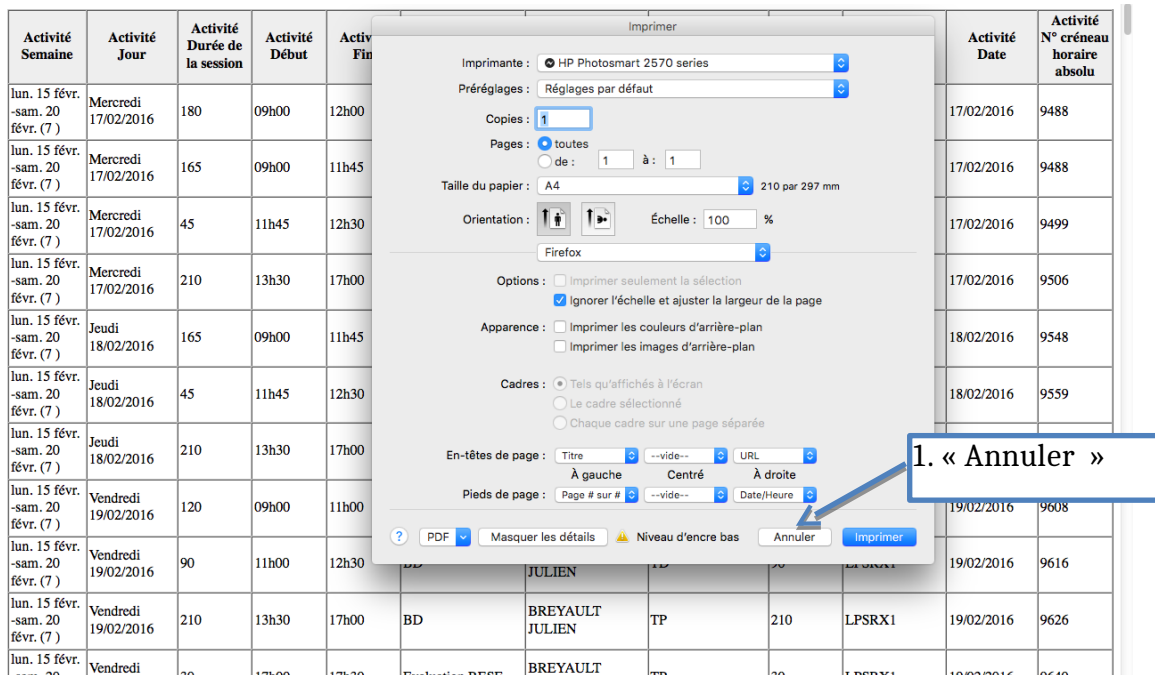 Activité Semaine Activité Jour Activité Durée de la session Activité Début Activ Fin Activité Date Activité N° créneau horaire absolu
lun. 15 févr. -sam. 20 févr. (7 ) Mercredi 17/02/2016 180 09h00 12h00 17/02/2016 9488
lun. 15 févr. -sam. 20 févr. (7 ) Mercredi 17/02/2016 165 09h00 11h45 17/02/2016 9488
lun. 15 févr. -sam. 20 févr. (7 ) Mercredi 17/02/2016 45 11h45 12h30 17/02/2016 9499
lun. 15 févr. -sam. 20 févr. (7 ) Mercredi 17/02/2016 210 13h30 17h00 17/02/2016 9506
lun. 15 févr. -sam. 20 févr. (7 ) Jeudi 18/02/2016 165 09h00 11h45 18/02/2016 9548
lun. 15 févr. -sam. 20 févr. (7 ) Jeudi 18/02/2016 45 11h45 12h30 18/02/2016 9559
lun. 15 févr. -sam. 20 févr. (7 ) Jeudi 18/02/2016 210 13h30 17h00
lun. 15 févr. -sam. 20 févr. (7 ) Vendredi 19/02/2016 120 09h00 11h00 19/02/2016 9608
lun. 15 févr. -sam. 20 févr. (7 ) Vendredi 19/02/2016 90 11h00 12h30 BD JULIEN TD 90 LPSRX1 19/02/2016 9616
lun. 15 févr. -sam. 20 févr. (7 ) Vendredi 19/02/2016 210 13h30 17h00 BD BREYAULT JULIEN TP 210 LPSRX1 19/02/2016 9626
lun. 15 févr. Vendredi BREYAULT
Imprimer
Imprimante : HP Photosmart 2570 series
Préréglages : Réglages par défaut
Copies : 1
Pages : toutes
de : 1 à : 1
Taille du papier : A4 210 par 297 mm
Orientation : Échelle : 100 %
Firefox
Options : Imprimer seulement la sélection
Ignorer l'échelle et ajuster la largeur de la page
Apparence : Imprimer les couleurs d'arrière-plan
Imprimer les images d'arrière-plan
Cadres : Tels qu'affichés à l'écran
Le cadre sélectionné
Chaque cadre sur une page séparée
En-têtes de page : Titre --vide-- URL
À gauche Centré À droite
Pieds de page : Page # sur # --vide-- Date/Heure
? PDF Masquer les détails Niveau d'encre bas Annuler Imprimer
1. « Annuler »